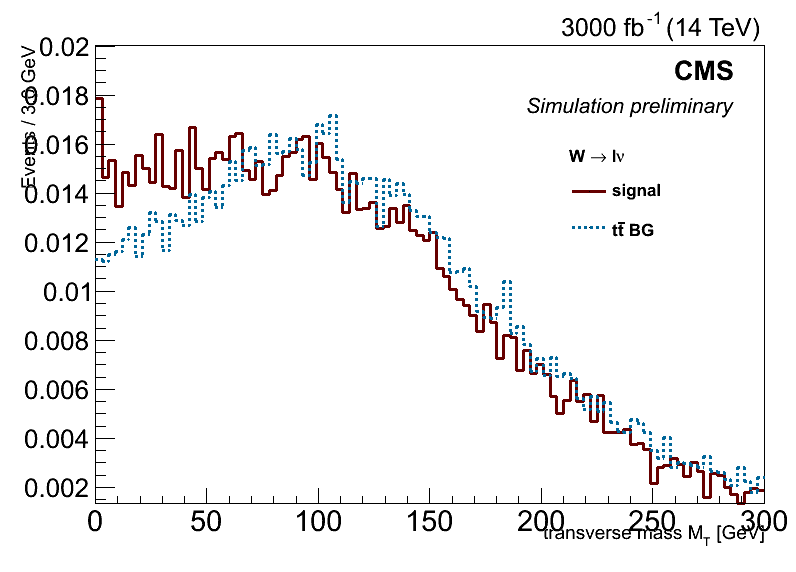 3000 fb⁻¹ (14 TeV)
CMS
Simulation preliminary
W → lν
signal
tt̄ BG
Events / 3.0 GeV
0.02
0.018
0.016
0.014
0.012
0.01
0.008
0.006
0.004
0.002
0 50 100 150 200 250 300
transverse mass M_T [GeV]